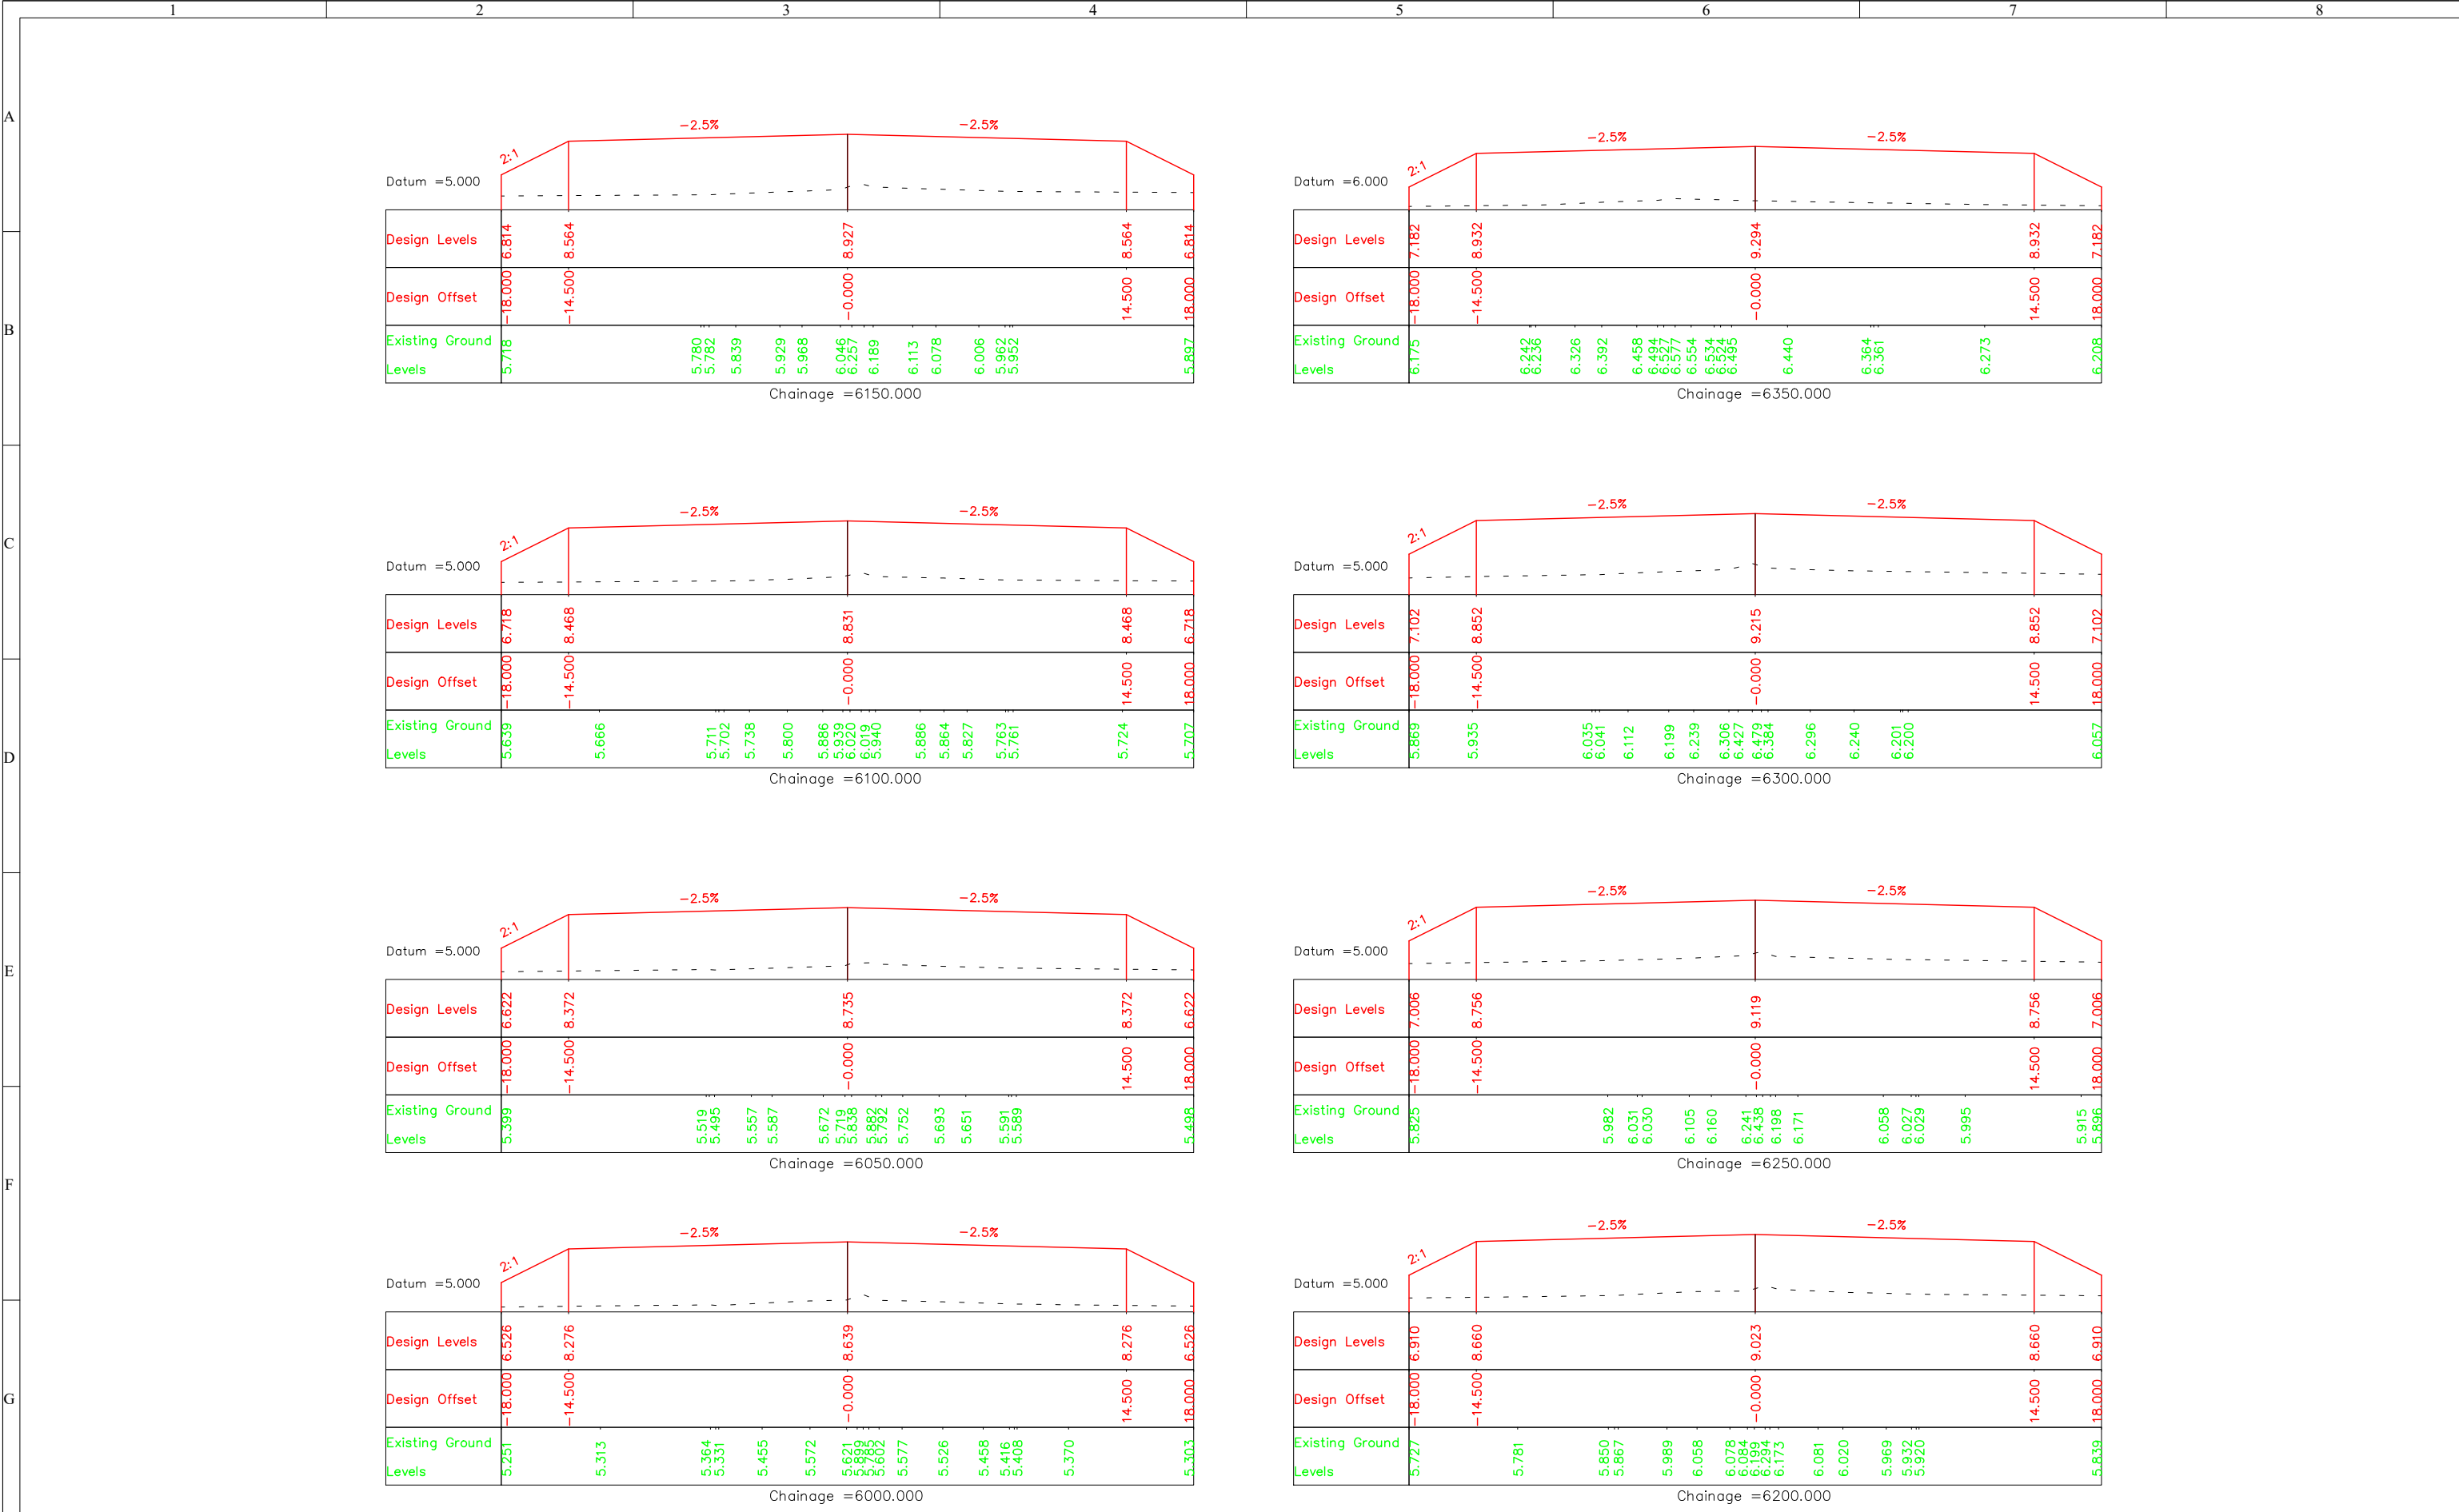 1 2 3 4 5 6 7 8
A
B
C
D
E
F
G
-2.5% -2.5%
2:1
Datum =5.000
Design Levels 6.814 8.564 8.927 8.564 6.814
Design Offset -18.000 -14.500 -0.000 14.500 18.000
Existing Ground Levels 5.718 5.780 5.782 5.839 5.929 5.968 6.046 6.257 6.189 6.113 6.078 6.006 5.962 5.952 5.897
Chainage =6150.000
-2.5% -2.5%
2:1
Datum =6.000
Design Levels 7.182 8.932 9.294 8.932 7.182
Design Offset -18.000 -14.500 -0.000 14.500 18.000
Existing Ground Levels 6.175 6.242 6.236 6.326 6.392 6.458 6.494 6.527 6.577 6.554 6.534 6.524 6.495 6.440 6.364 6.361 6.273 6.208
Chainage =6350.000
-2.5% -2.5%
2:1
Datum =5.000
Design Levels 6.718 8.468 8.831 8.468 6.718
Design Offset -18.000 -14.500 -0.000 14.500 18.000
Existing Ground Levels 5.639 5.666 5.711 5.702 5.738 5.800 5.886 5.939 6.020 6.019 5.940 5.886 5.864 5.827 5.763 5.761 5.724 5.707
Chainage =6100.000
-2.5% -2.5%
2:1
Datum =5.000
Design Levels 7.102 8.852 9.215 8.852 7.102
Design Offset -18.000 -14.500 -0.000 14.500 18.000
Existing Ground Levels 5.869 5.935 6.035 6.041 6.112 6.199 6.239 6.306 6.427 6.479 6.384 6.296 6.240 6.201 6.200 6.057
Chainage =6300.000
-2.5% -2.5%
2:1
Datum =5.000
Design Levels 6.622 8.372 8.735 8.372 6.622
Design Offset -18.000 -14.500 -0.000 14.500 18.000
Existing Ground Levels 5.399 5.519 5.495 5.557 5.587 5.672 5.719 5.838 5.882 5.792 5.752 5.693 5.651 5.591 5.589 5.498
Chainage =6050.000
-2.5% -2.5%
2:1
Datum =5.000
Design Levels 7.006 8.756 9.119 8.756 7.006
Design Offset -18.000 -14.500 -0.000 14.500 18.000
Existing Ground Levels 5.825 5.982 6.031 6.030 6.105 6.160 6.241 6.438 6.198 6.171 6.058 6.027 6.029 5.995 5.915 5.896
Chainage =6250.000
-2.5% -2.5%
2:1
Datum =5.000
Design Levels 6.526 8.276 8.639 8.276 6.526
Design Offset -18.000 -14.500 -0.000 14.500 18.000
Existing Ground Levels 5.251 5.313 5.364 5.331 5.455 5.572 5.621 5.899 5.785 5.602 5.577 5.526 5.458 5.416 5.408 5.370 5.303
Chainage =6000.000
-2.5% -2.5%
2:1
Datum =5.000
Design Levels 6.910 8.660 9.023 8.660 6.910
Design Offset -18.000 -14.500 -0.000 14.500 18.000
Existing Ground Levels 5.727 5.781 5.850 5.867 5.989 6.058 6.078 6.084 6.199 6.294 6.173 6.081 6.020 5.969 5.932 5.920 5.839
Chainage =6200.000